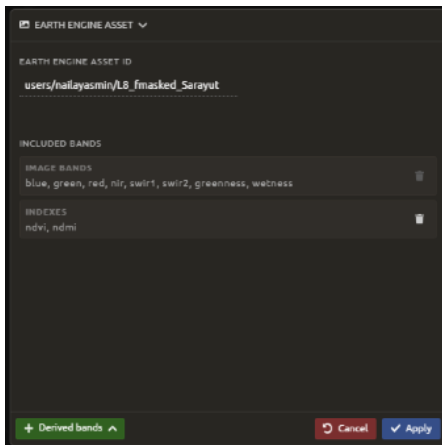 EARTH ENGINE ASSET
EARTH ENGINE ASSET ID
users/nailayasmin/L8_fmasked_Sarayut
INCLUDED BANDS
IMAGE BANDS
blue, green, red, nir, swir1, swir2, greenness, wetness
INDEXES
ndvi, ndmi
+ Derived bands
Cancel
Apply